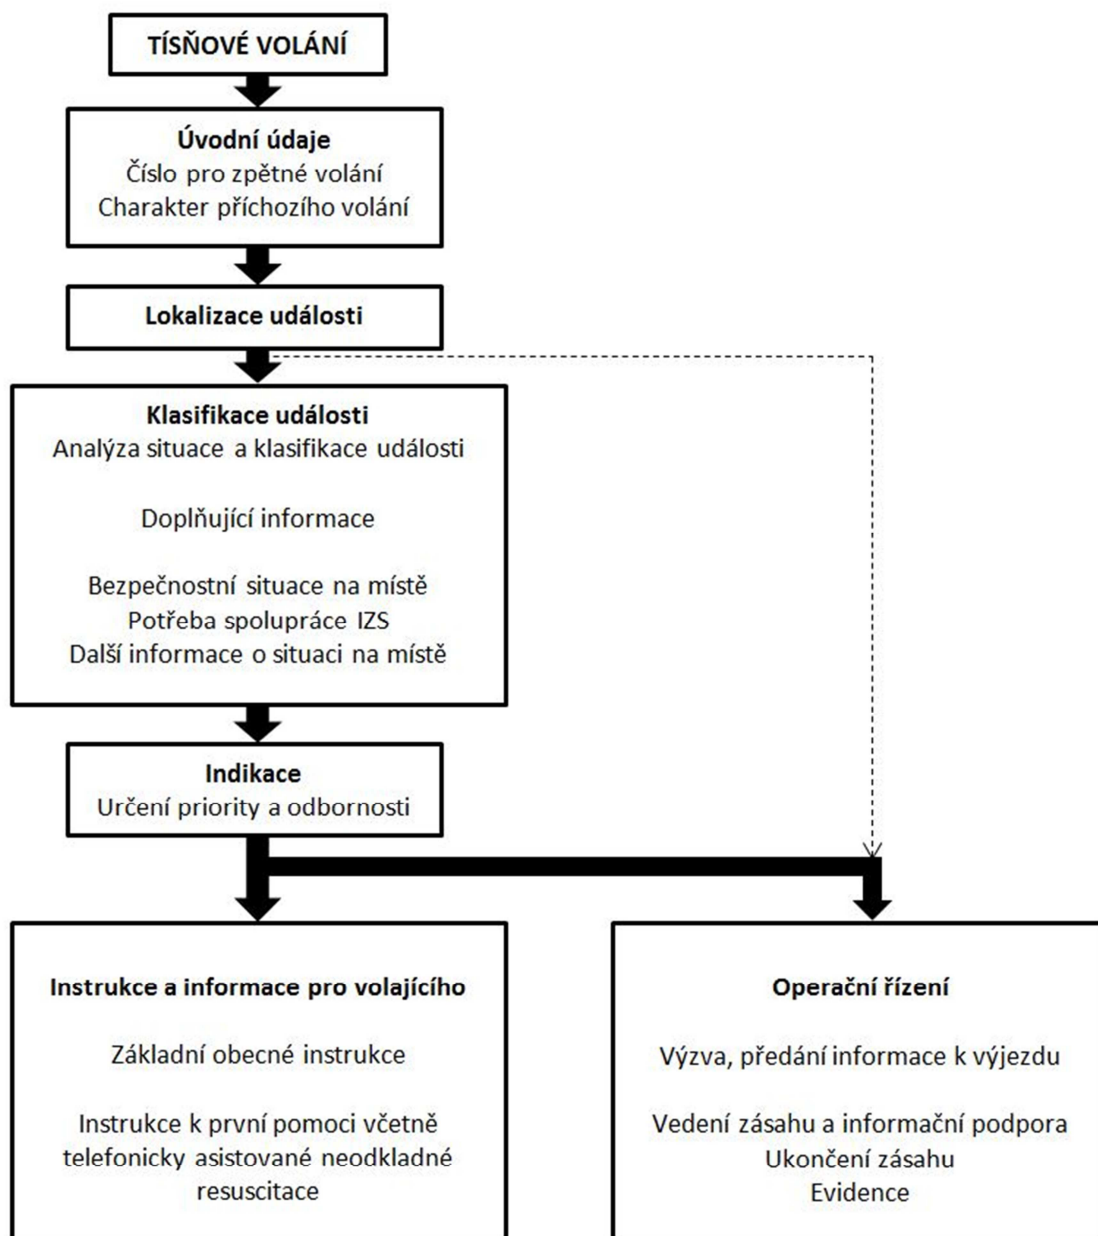 TÍSŇOVÉ VOLÁNÍ
Úvodní údaje
Číslo pro zpětné volání
Charakter příchozího volání
Lokalizace události
Klasifikace události
Analýza situace a klasifikace události
Doplňující informace
Bezpečnostní situace na místě
Potřeba spolupráce IZS
Další informace o situaci na místě
Indikace
Určení priority a odbornosti
Instrukce a informace pro volajícího
Základní obecné instrukce
Instrukce k první pomoci včetně
telefonicky asistované neodkladné
resuscitace
Operační řízení
Výzva, předání informace k výjezdu
Vedení zásahu a informační podpora
Ukončení zásahu
Evidence